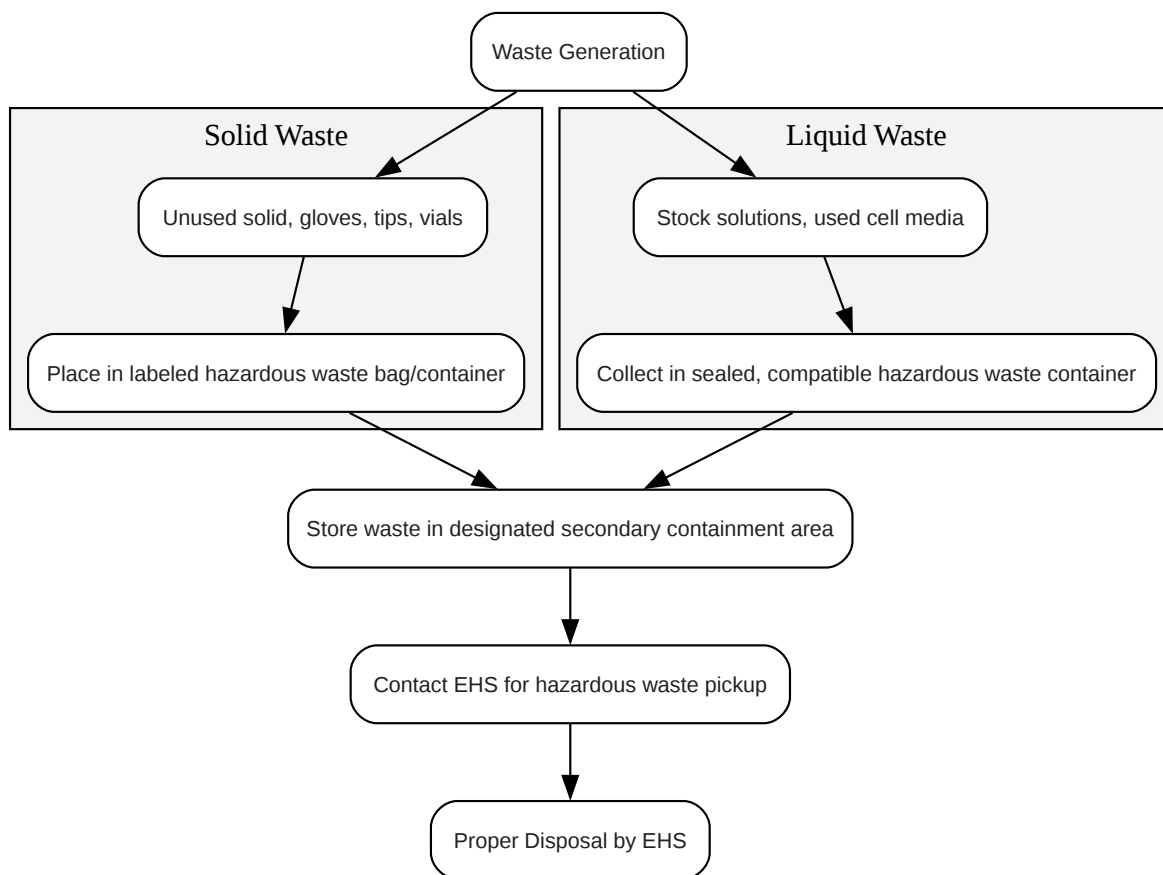 Waste Generation
Solid Waste
Liquid Waste
Unused solid, gloves, tips, vials
Stock solutions, used cell media
Place in labeled hazardous waste bag/container
Collect in sealed, compatible hazardous waste container
Store waste in designated secondary containment area
Contact EHS for hazardous waste pickup
Proper Disposal by EHS